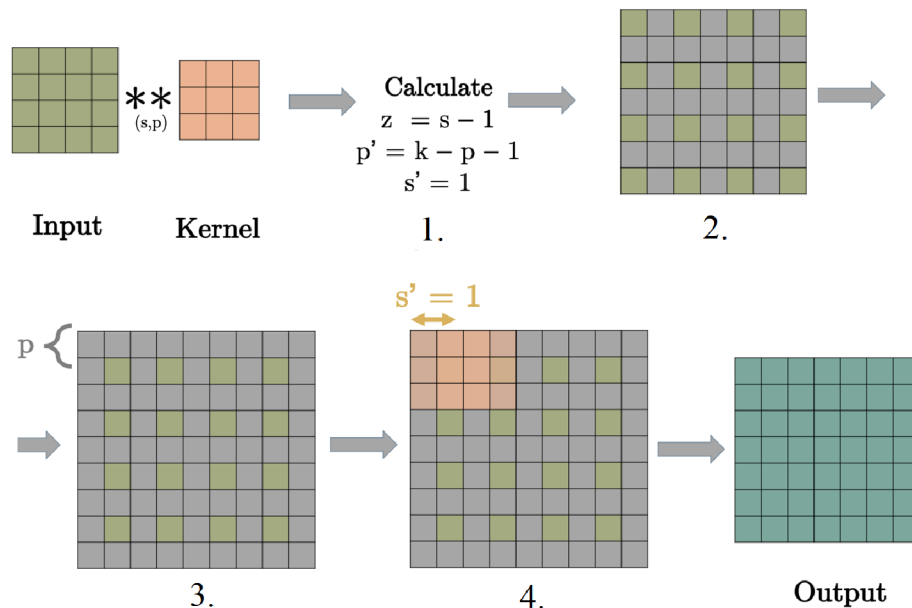 **
(s,p)
Input
Kernel
Calculate
z = s − 1
p' = k − p − 1
s' = 1
1.
2.
p
3.
s' = 1
4.
Output